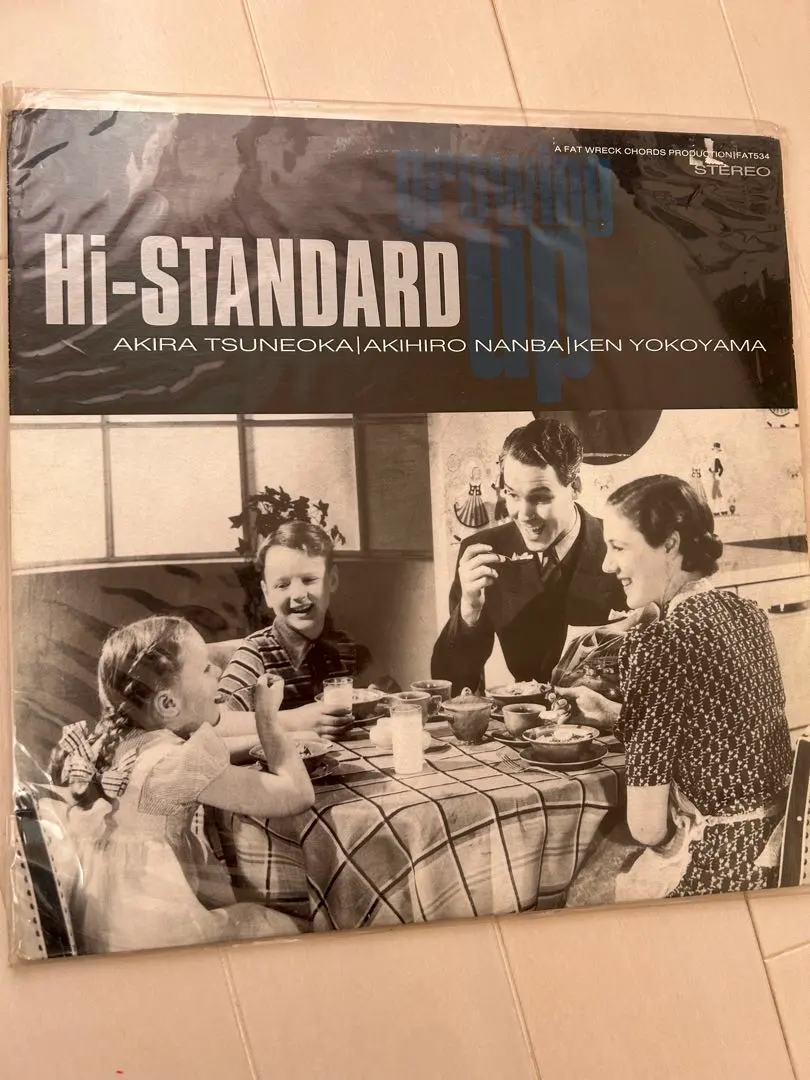 A FAT WRECK CHORDS PRODUCTION|FAT534
STEREO
growing
up
Hi-STANDARD
AKIRA TSUNEOKA|AKIHIRO NANBA|KEN YOKOYAMA